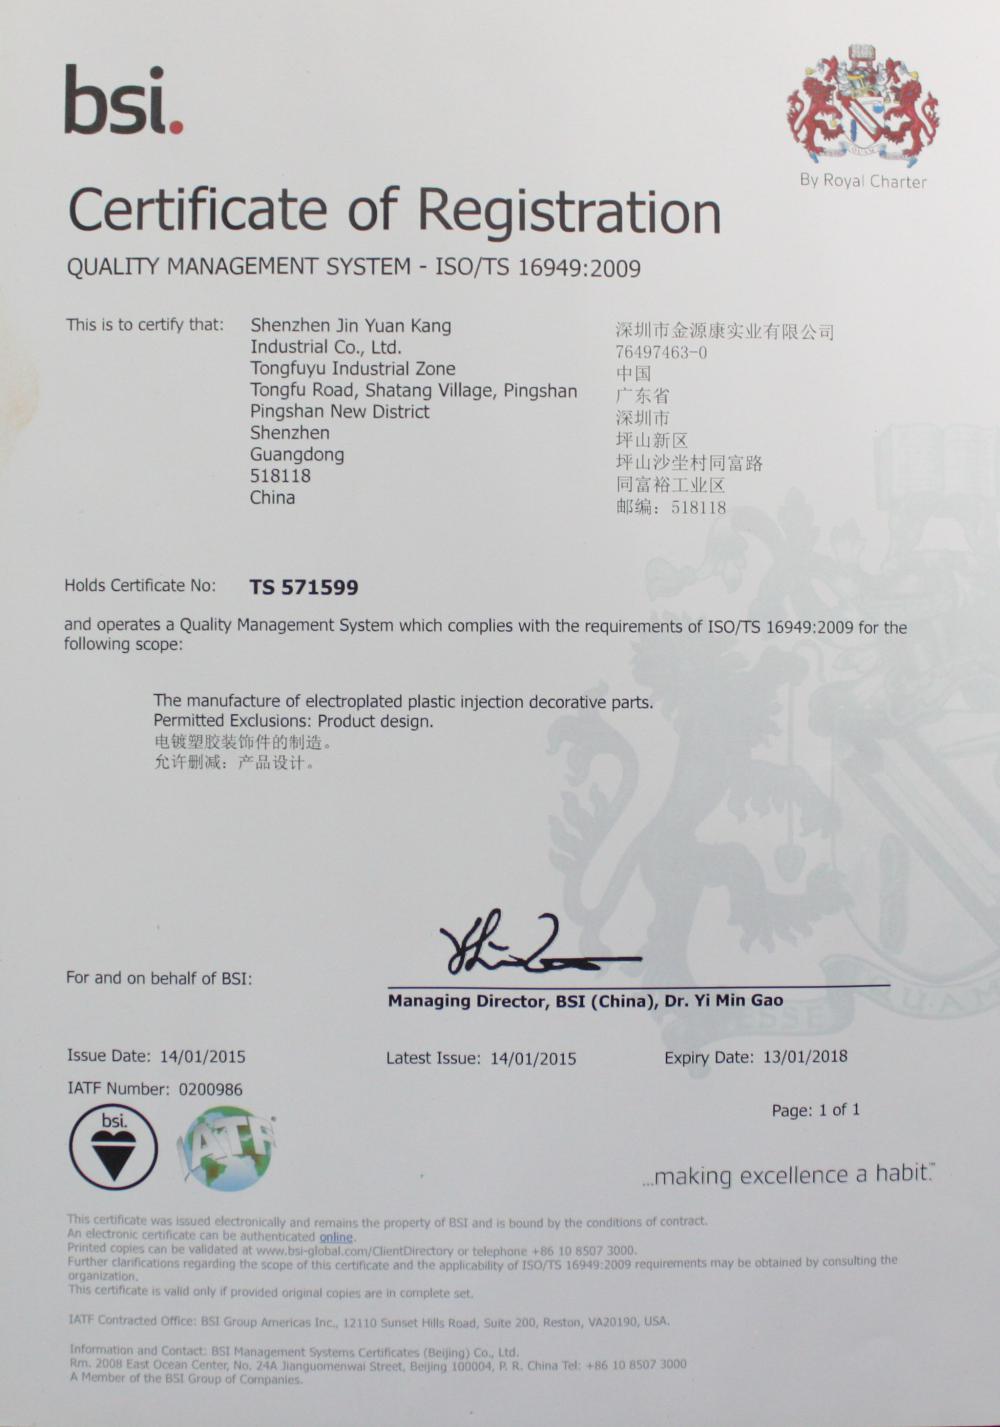 bsi.
By Royal Charter
Certificate of Registration
QUALITY MANAGEMENT SYSTEM - ISO/TS 16949:2009
This is to certify that:
Shenzhen Jin Yuan Kang
Industrial Co., Ltd.
Tongfuyu Industrial Zone
Tongfu Road, Shatang Village, Pingshan
Pingshan New District
Shenzhen
Guangdong
518118
China
深圳市金源康实业有限公司
76497463-0
中国
广东省
深圳市
坪山新区
坪山沙坣村同富路
同富裕工业区
邮编：518118
Holds Certificate No: TS 571599
and operates a Quality Management System which complies with the requirements of ISO/TS 16949:2009 for the
following scope:
The manufacture of electroplated plastic injection decorative parts.
Permitted Exclusions: Product design.
电镀塑胶装饰件的制造。
允许删减：产品设计。
For and on behalf of BSI:
Managing Director, BSI (China), Dr. Yi Min Gao
Issue Date: 14/01/2015 Latest Issue: 14/01/2015 Expiry Date: 13/01/2018
IATF Number: 0200986
Page: 1 of 1
bsi.
IATF
...making excellence a habit.™
This certificate was issued electronically and remains the property of BSI and is bound by the conditions of contract.
An electronic certificate can be authenticated online.
Printed copies can be validated at www.bsi-global.com/ClientDirectory or telephone +86 10 8507 3000.
Further clarifications regarding the scope of this certificate and the applicability of ISO/TS 16949:2009 requirements may be obtained by consulting the
organization.
This certificate is valid only if provided original copies are in complete set.
IATF Contracted Office: BSI Group Americas Inc., 12110 Sunset Hills Road, Suite 200, Reston, VA20190, USA.
Information and Contact: BSI Management Systems Certificates (Beijing) Co., Ltd.
Rm. 2008 East Ocean Center, No. 24A Jianguomenwai Street, Beijing 100004, P. R. China Tel: +86 10 8507 3000
A Member of the BSI Group of Companies.